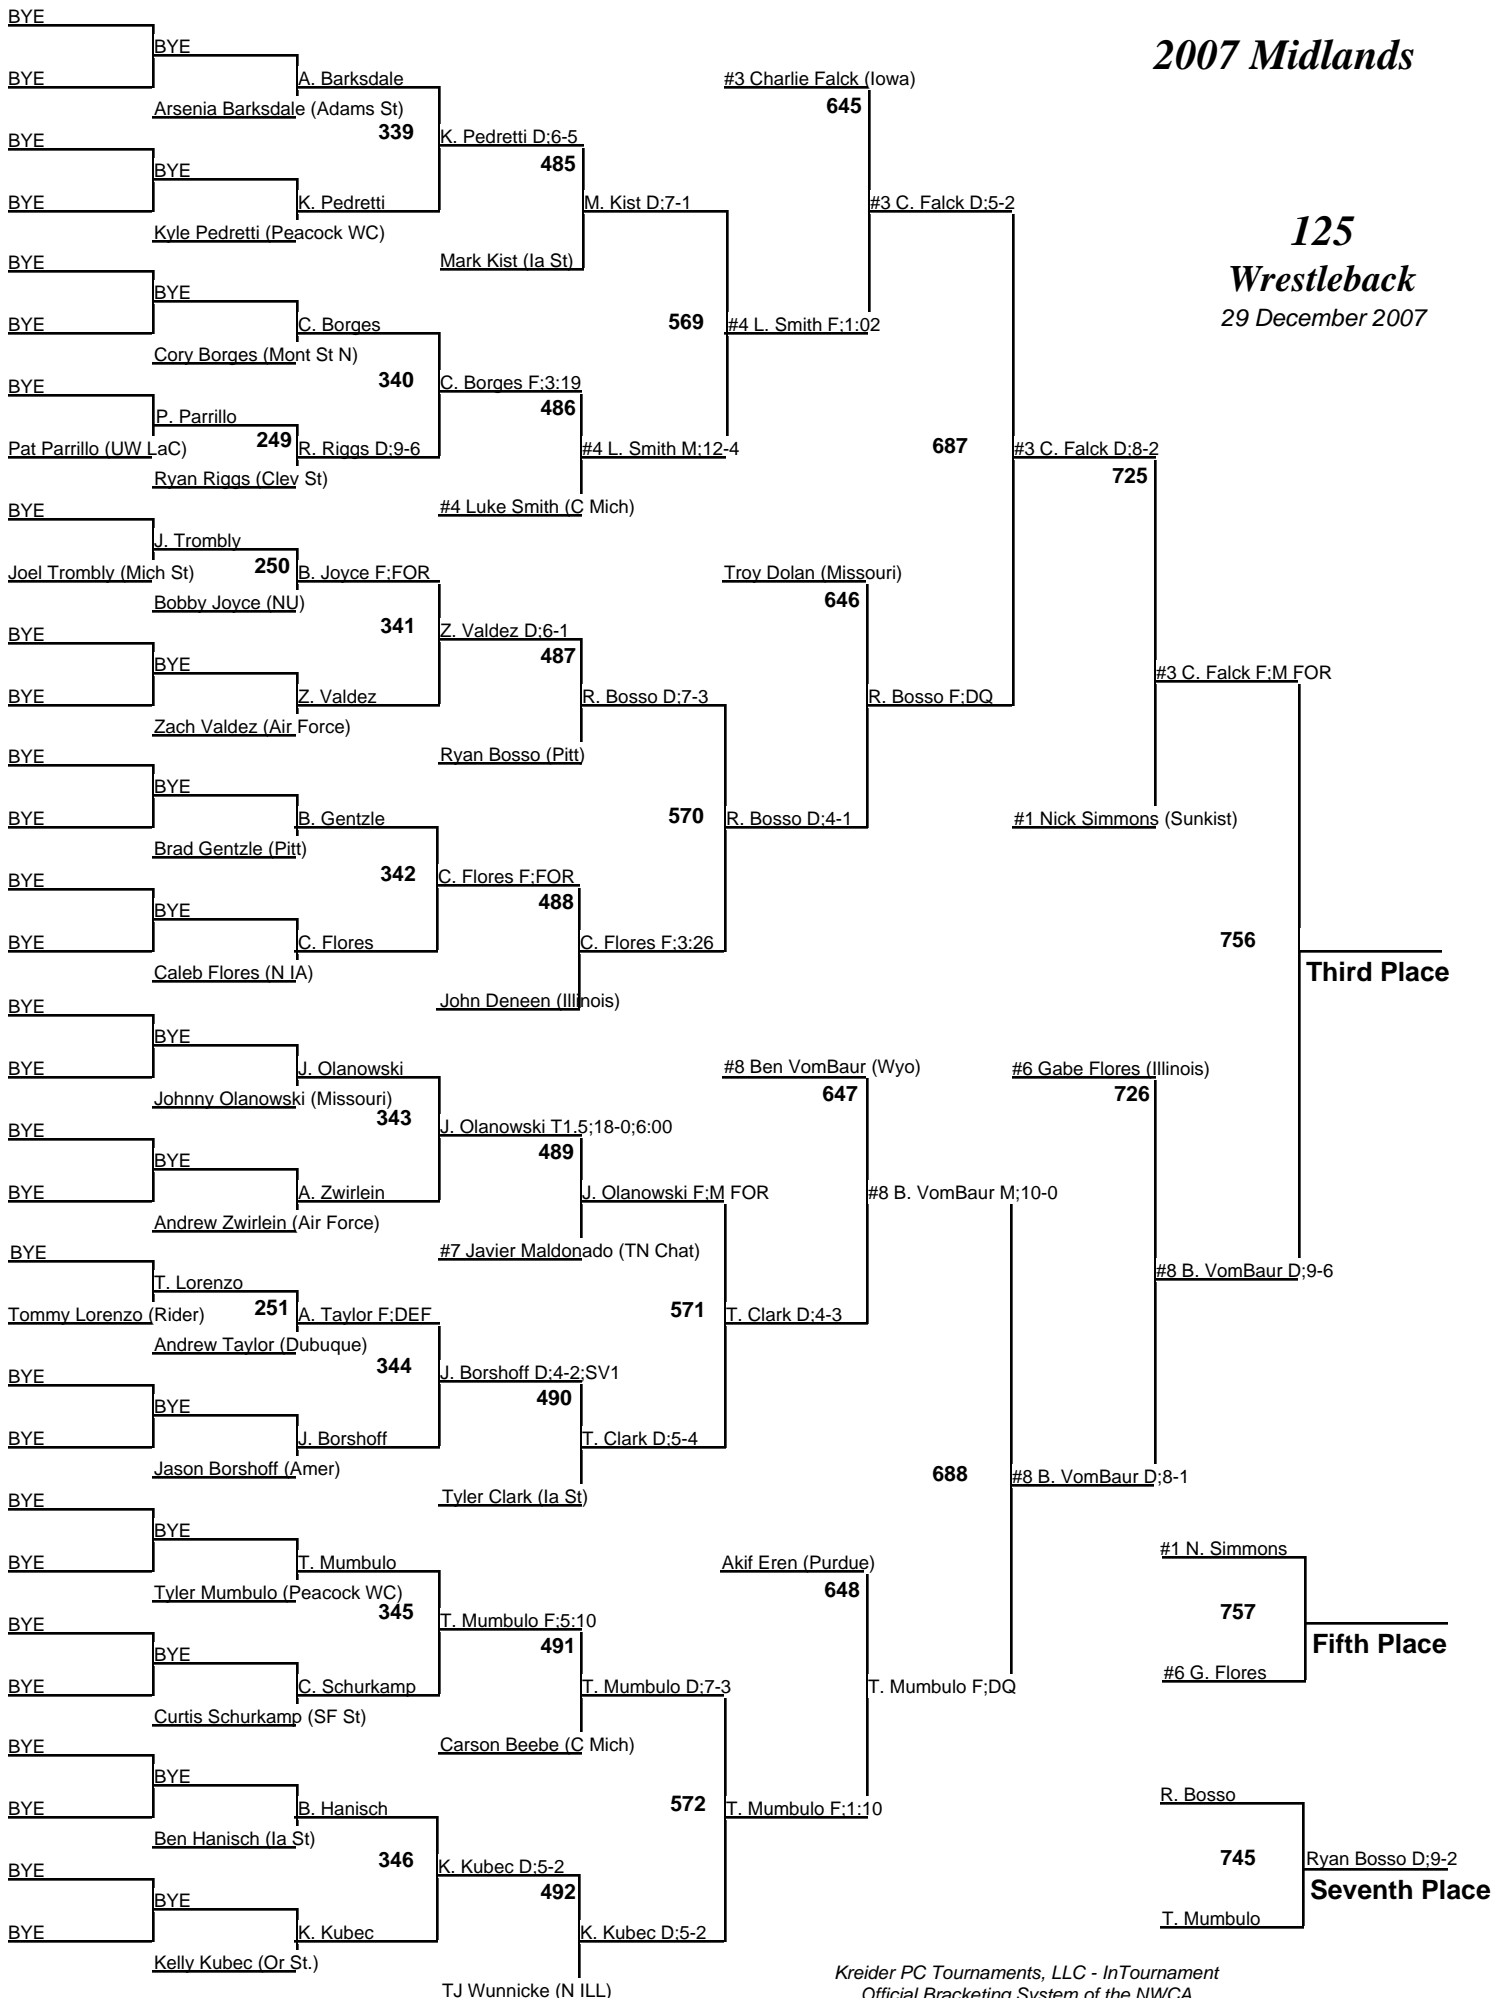 BYE
2007 Midlands
BYE
BYE
A. Barksdale
#3 Charlie Falck (Iowa)
Arsenia Barksdale (Adams St)
645
339
BYE
K. Pedretti D;6-5
485
BYE
BYE
K. Pedretti
M. Kist D;7-1
#3 C. Falck D;5-2
Kyle Pedretti (Peacock WC)
125
BYE
Mark Kist (Ia St)
Wrestleback
BYE
29 December 2007
BYE
C. Borges
569
#4 L. Smith F;1:02
Cory Borges (Mont St N)
340
BYE
C. Borges F;3:19
486
P. Parrillo
Pat Parrillo (UW LaC)
249
R. Riggs D;9-6
#4 L. Smith M;12-4
687
#3 C. Falck D;8-2
725
Ryan Riggs (Clev St)
#4 Luke Smith (C Mich)
BYE
J. Trombly
Joel Trombly (Mich St)
250
B. Joyce F;FOR
Troy Dolan (Missouri)
646
Bobby Joyce (NU)
341
BYE
Z. Valdez D;6-1
487
BYE
#3 C. Falck F;M FOR
BYE
Z. Valdez
R. Bosso D;7-3
R. Bosso F;DQ
Zach Valdez (Air Force)
Ryan Bosso (Pitt)
BYE
BYE
BYE
B. Gentzle
570
R. Bosso D;4-1
#1 Nick Simmons (Sunkist)
Brad Gentzle (Pitt)
342
BYE
C. Flores F;FOR
488
BYE
BYE
C. Flores
C. Flores F;3:26
756
Third Place
Caleb Flores (N IA)
John Deneen (Illinois)
BYE
BYE
BYE
J. Olanowski
#8 Ben VomBaur (Wyo)
#6 Gabe Flores (Illinois)
647
726
Johnny Olanowski (Missouri)
343
BYE
J. Olanowski T1.5;18-0;6:00
489
BYE
BYE
A. Zwirlein
J. Olanowski F;M FOR
#8 B. VomBaur M;10-0
Andrew Zwirlein (Air Force)
BYE
#7 Javier Maldonado (TN Chat)
#8 B. VomBaur D;9-6
T. Lorenzo
Tommy Lorenzo (Rider)
251
A. Taylor F;DEF
571
T. Clark D;4-3
Andrew Taylor (Dubuque)
344
BYE
J. Borshoff D;4-2;SV1
490
BYE
BYE
J. Borshoff
T. Clark D;5-4
Jason Borshoff (Amer)
688
#8 B. VomBaur D;8-1
Tyler Clark (Ia St)
BYE
BYE
#1 N. Simmons
BYE
T. Mumbulo
Akif Eren (Purdue)
648
Tyler Mumbulo (Peacock WC)
345
757
BYE
T. Mumbulo F;5:10
491
Fifth Place
BYE
#6 G. Flores
BYE
C. Schurkamp
T. Mumbulo D;7-3
T. Mumbulo F;DQ
Curtis Schurkamp (SF St)
Carson Beebe (C Mich)
BYE
BYE
R. Bosso
BYE
B. Hanisch
572
T. Mumbulo F;1:10
Ben Hanisch (Ia St)
346
745
Ryan Bosso D;9-2
BYE
K. Kubec D;5-2
492
Seventh Place
BYE
T. Mumbulo
BYE
K. Kubec
K. Kubec D;5-2
Kelly Kubec (Or St.)
Kreider PC Tournaments, LLC - InTournament
TJ Wunnicke (N ILL)
Official Bracketing System of the NWCA